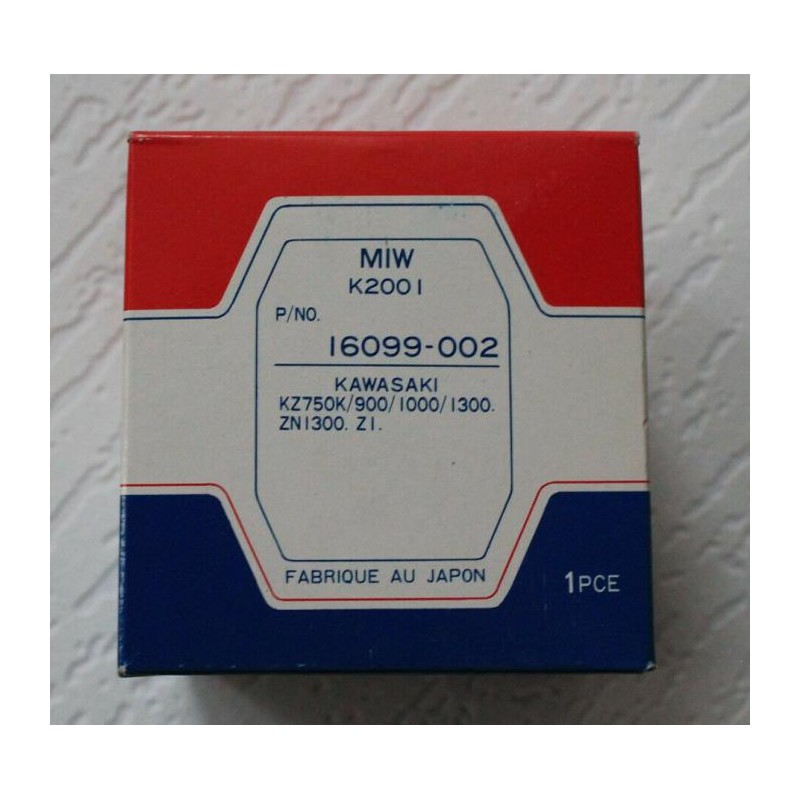 MIW
K2001
P/NO.
16099-002
KAWASAKI
KZ750K/900/1000/1300.
ZN1300. Z1.
FABRIQUE AU JAPON
1PCE